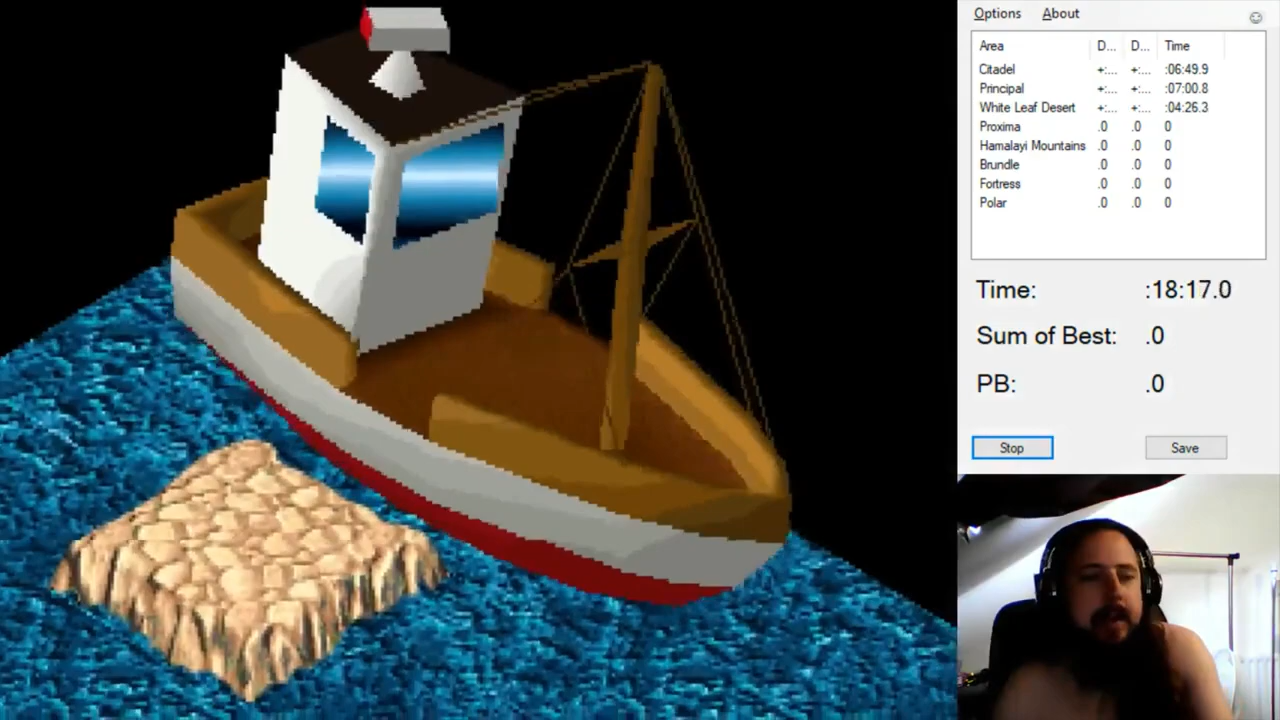 Options About
Area D... D... Time
Citadel +:... +:... :06:49.9
Principal +:... +:... :07:00.8
White Leaf Desert +:... +:... :04:26.3
Proxima .0 .0 0
Hamalayi Mountains .0 .0 0
Brundle .0 .0 0
Fortress .0 .0 0
Polar .0 .0 0
Time: :18:17.0
Sum of Best: .0
PB: .0
Stop Save